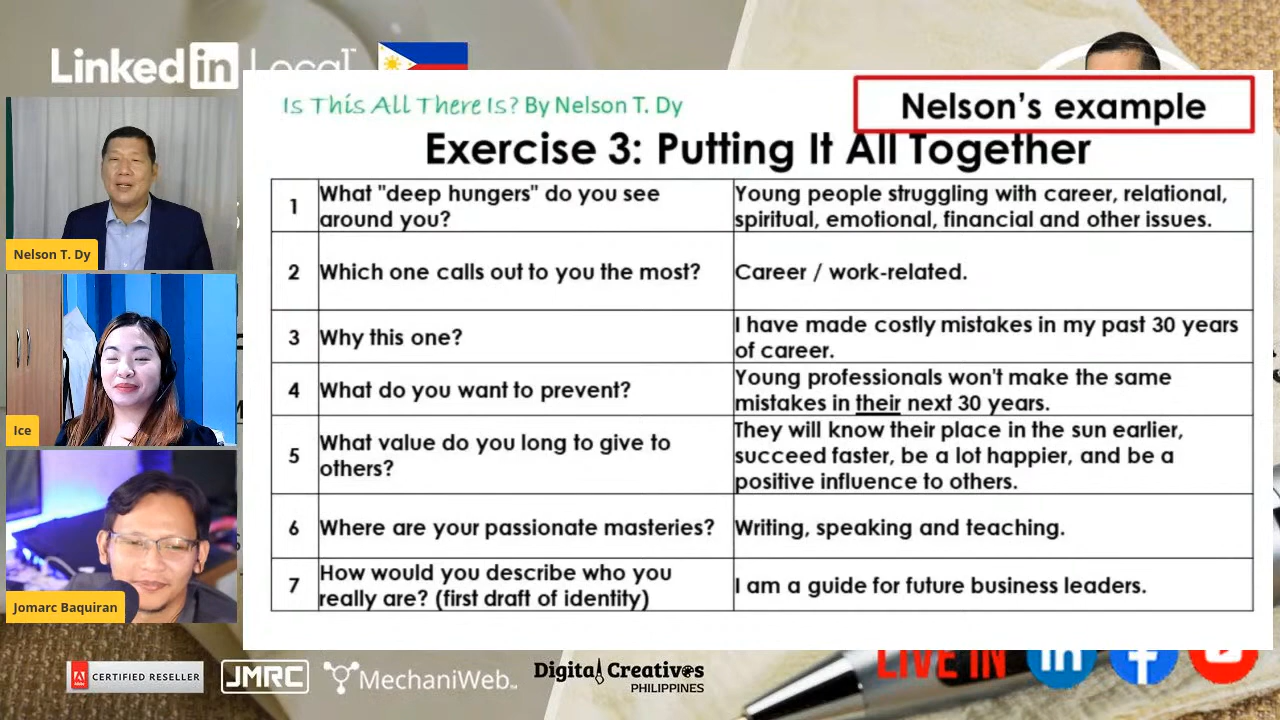 Linked in Local
Is This All There Is? By Nelson T. Dy
Nelson's example
Exercise 3: Putting It All Together
1
What "deep hungers" do you see
around you?
Young people struggling with career, relational,
spiritual, emotional, financial and other issues.
2
Which one calls out to you the most?
Career / work-related.
3
Why this one?
I have made costly mistakes in my past 30 years
of career.
4
What do you want to prevent?
Young professionals won't make the same
mistakes in their next 30 years.
5
What value do you long to give to
others?
They will know their place in the sun earlier,
succeed faster, be a lot happier, and be a
positive influence to others.
6
Where are your passionate masteries?
Writing, speaking and teaching.
7
How would you describe who you
really are? (first draft of identity)
I am a guide for future business leaders.
Nelson T. Dy
Ice
Jomarc Baquiran
Adobe
CERTIFIED RESELLER
JMRC
MechaniWeb
Digital Creatives
PHILIPPINES
LIVE IN
in